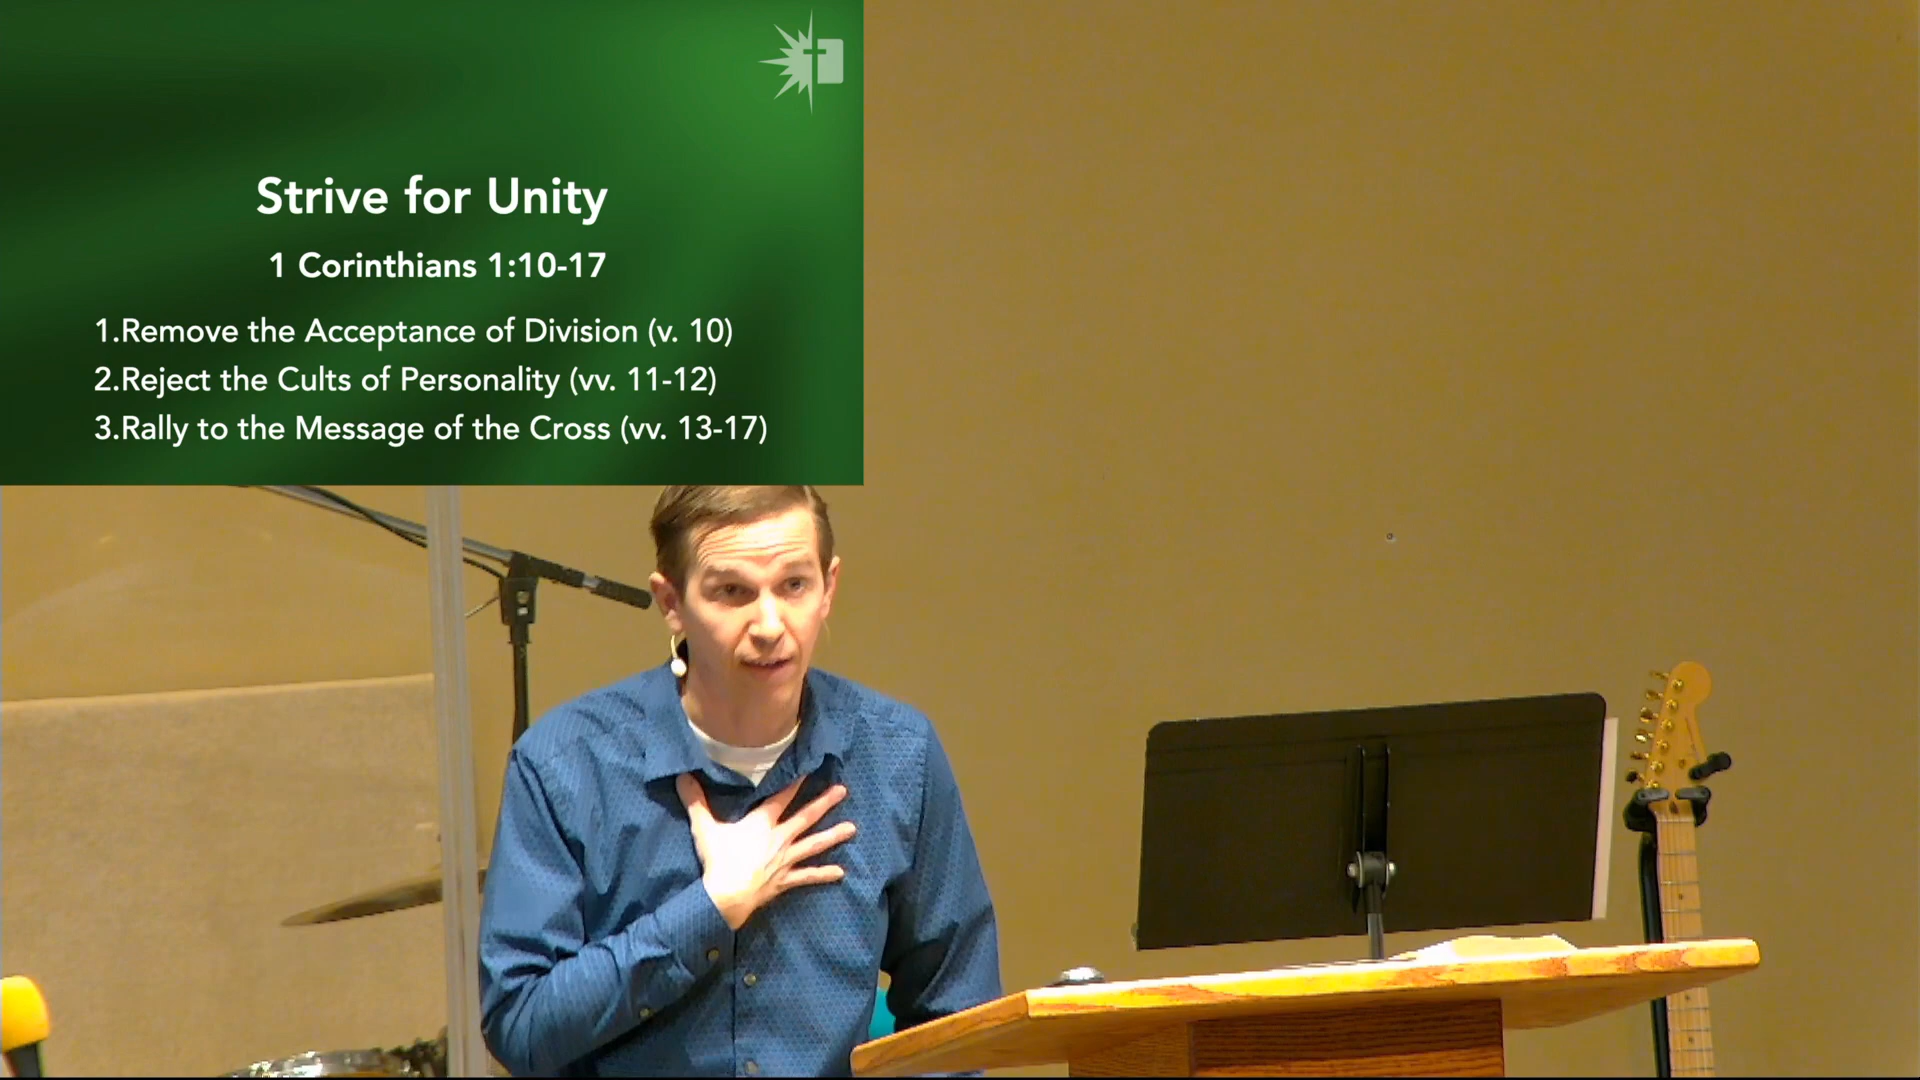 Strive for Unity
1 Corinthians 1:10-17
1.Remove the Acceptance of Division (v. 10)
2.Reject the Cults of Personality (vv. 11-12)
3.Rally to the Message of the Cross (vv. 13-17)